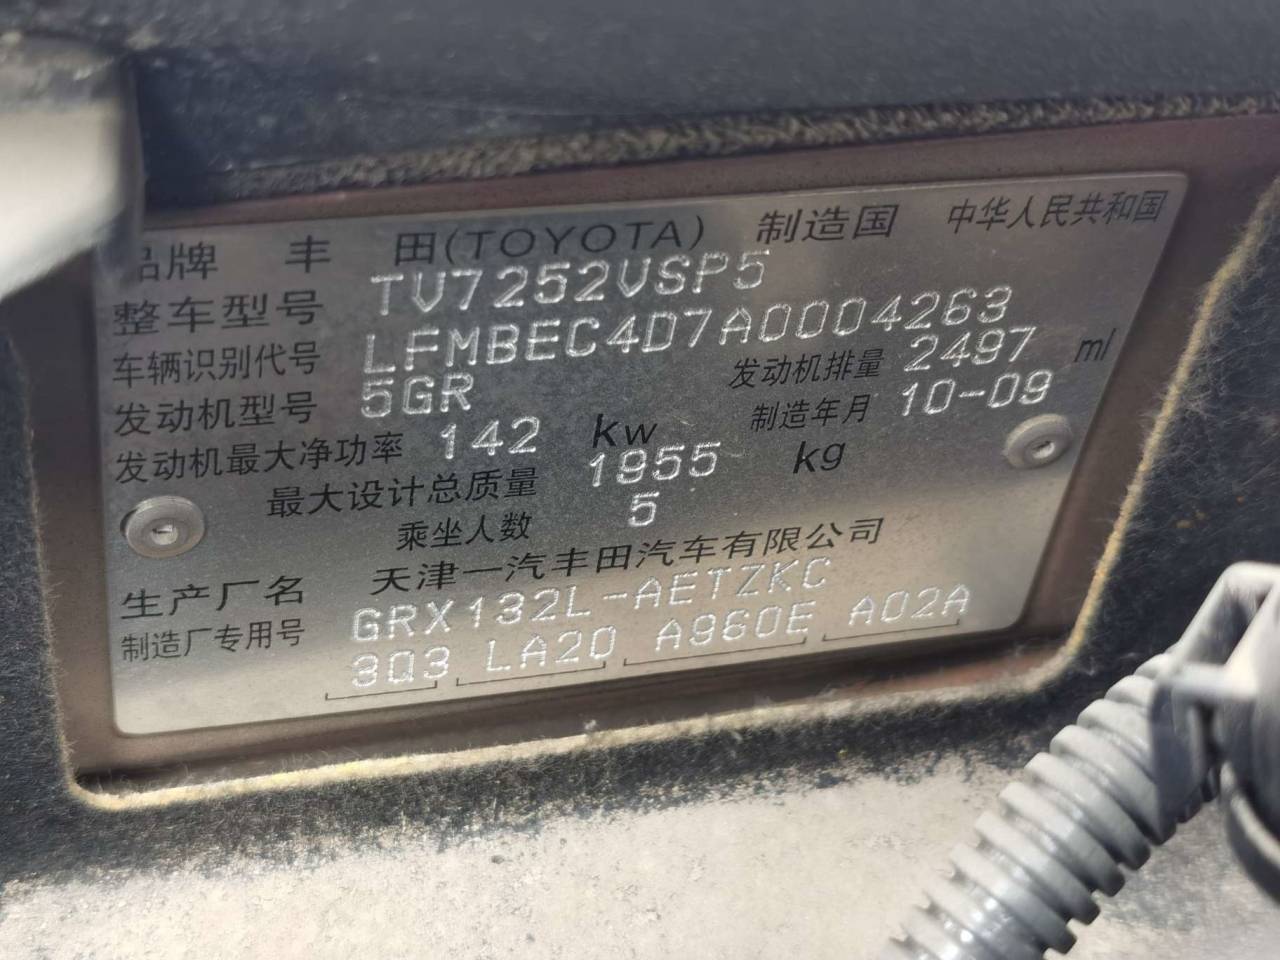 品牌 丰田(TOYOTA) 制造国 中华人民共和国
整车型号 TV7252VSP5
车辆识别代号 LFMBEC4D7A0004263
发动机型号 5GR 发动机排量 2497 ml
发动机最大净功率 142 kw 制造年月 10-09
最大设计总质量 1955 kg
乘坐人数 5
生产厂名 天津一汽丰田汽车有限公司
制造厂专用号 GRX132L-AETZKC
3Q3 LA20 A960E A02A